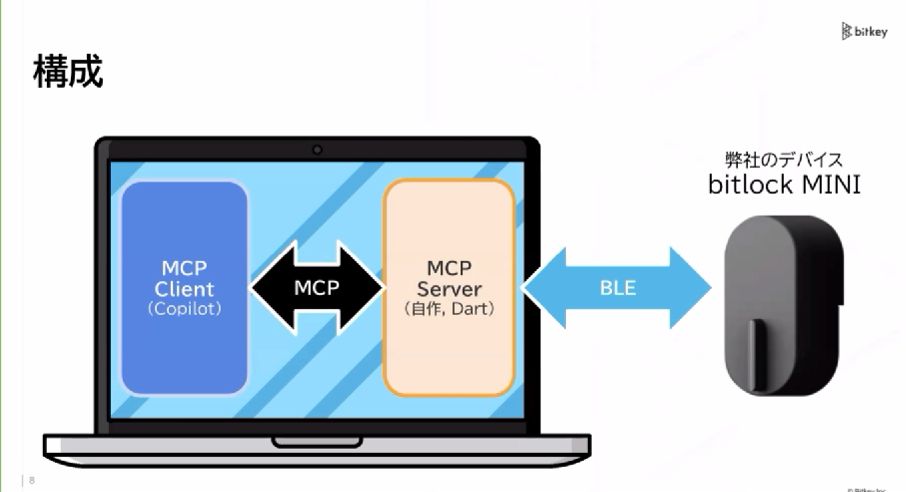 bitkey
構成
弊社のデバイス
bitlock MINI
MCP
Client
(Copilot)
MCP
MCP
Server
(自作, Dart)
BLE
8
© Bitkey Inc.